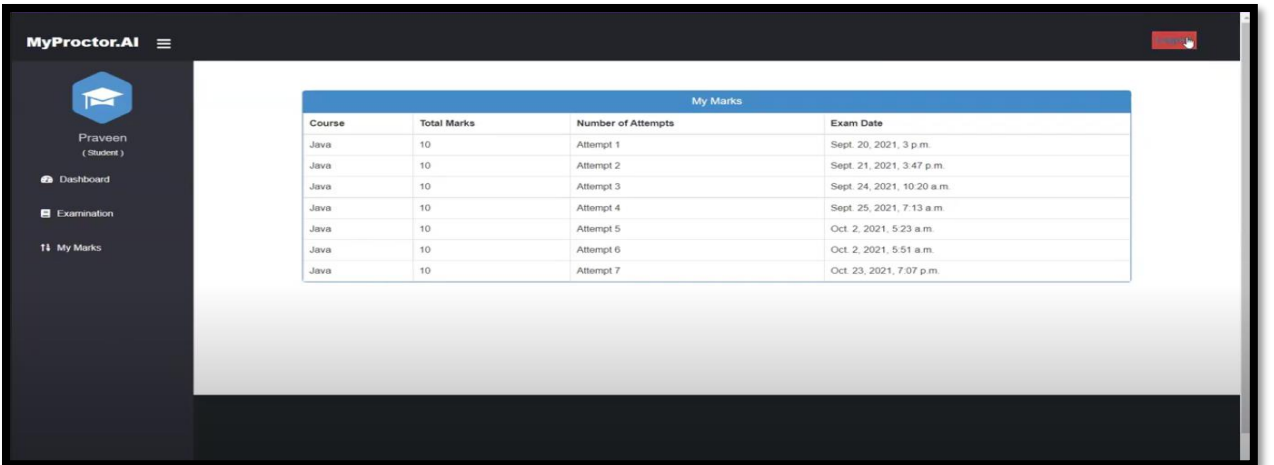 MyProctor.AI
Praveen
( Student )
Dashboard
Examination
My Marks
My Marks
Course Total Marks Number of Attempts Exam Date
Java 10 Attempt 1 Sept. 20, 2021, 3 p.m.
Java 10 Attempt 2 Sept. 21, 2021, 3:47 p.m.
Java 10 Attempt 3 Sept. 24, 2021, 10:20 a.m.
Java 10 Attempt 4 Sept. 25, 2021, 7:13 a.m.
Java 10 Attempt 5 Oct. 2, 2021, 5:23 a.m.
Java 10 Attempt 6 Oct. 2, 2021, 5:51 a.m.
Java 10 Attempt 7 Oct. 23, 2021, 7:07 p.m.